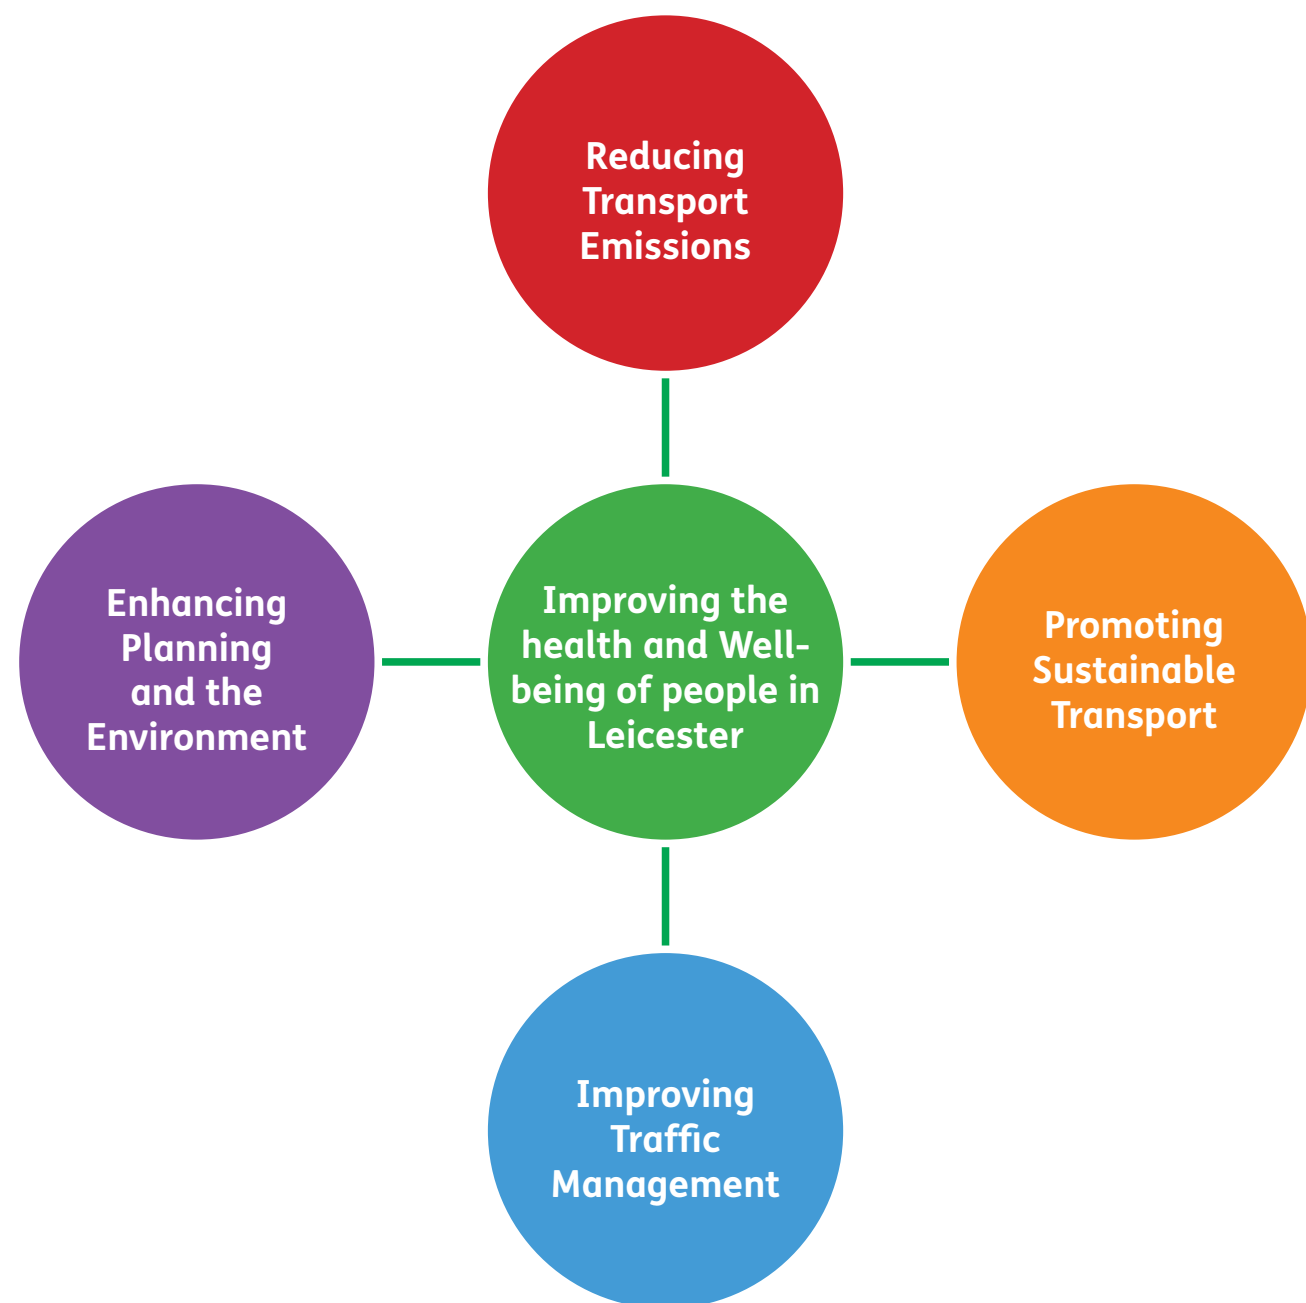 Reducing
Transport
Emissions
Enhancing
Planning
and the
Environment
Improving the
health and Well-
being of people in
Leicester
Promoting
Sustainable
Transport
Improving
Traffic
Management